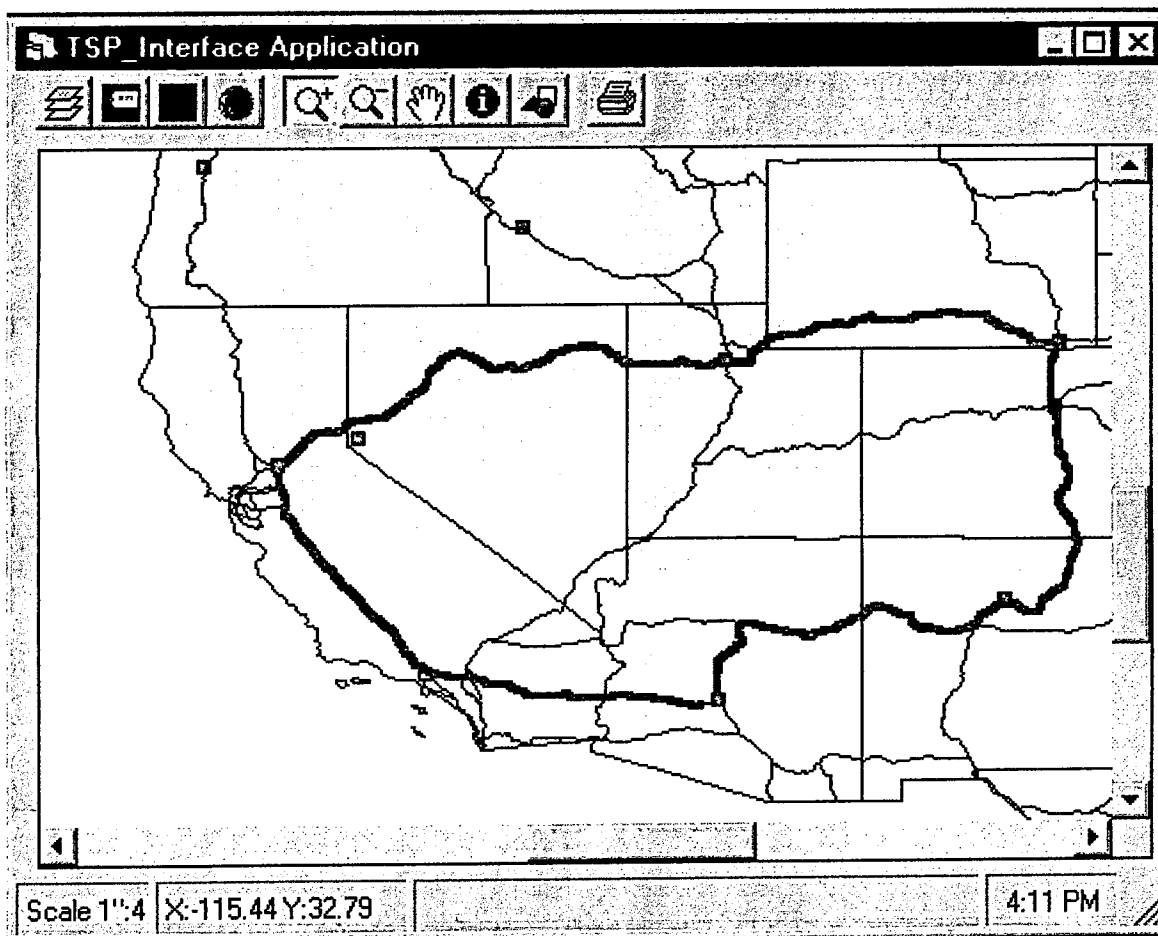 TSP_Interface Application
Scale 1":4
X:-115.44 Y:32.79
4:11 PM